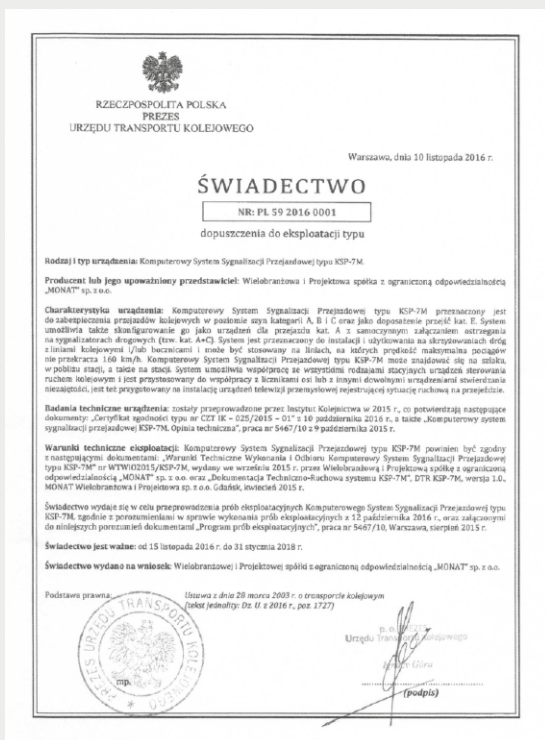 RZECZPOSPOLITA POLSKA
PREZES
URZĘDU TRANSPORTU KOLEJOWEGO
Warszawa, dnia 10 listopada 2016 r.
ŚWIADECTWO
NR: PL 59 2016 0001
dopuszczenia do eksploatacji typu
Rodzaj i typ urządzenia: Komputerowy System Sygnalizacji Przejazdowej typu KSP-7M.
Producent lub jego upoważniony przedstawiciel: Wielobranżowa i Projektowa spółka z ograniczoną odpowiedzialnością
„MONAT" sp. z o.o.
Charakterystyka urządzenia: Komputerowy System Sygnalizacji Przejazdowej typu KSP-7M przeznaczony jest
do zabezpieczenia przejazdów kolejowych w poziomie szyn kategorii A, B i C oraz jako doposażenie przejść kat. E. System
umożliwia także skonfigurowanie go jako urządzeń dla przejazdu kat. A z samoczynnym załączaniem ostrzegania
na sygnalizatorach drogowych (tzw. kat. A+C). System jest przeznaczony do instalacji i użytkowania na skrzyżowaniach dróg
z liniami kolejowymi i/lub bocznicami i może być stosowany na liniach, na których prędkość maksymalna pociągów
nie przekracza 160 km/h. Komputerowy System Sygnalizacji Przejazdowej typu KSP-7M może znajdować się na szlaku,
w pobliżu stacji, a także na stacji. System umożliwia współpracę ze wszystkimi rodzajami stacyjnych urządzeń sterowania
ruchem kolejowym i jest przystosowany do współpracy z licznikami osi lub z innymi dowolnymi urządzeniami stwierdzania
niezajętości, jest też przygotowany na instalację urządzeń telewizji przemysłowej rejestrującej sytuację ruchową na przejeździe.
Badania techniczne urządzenia: zostały przeprowadzone przez Instytut Kolejnictwa w 2015 r., co potwierdzają następujące
dokumenty: „Certyfikat zgodności typu nr CZT IK – 025/2015 – 01" z 10 października 2016 r., a także „Komputerowy system
sygnalizacji przejazdowej KSP-7M. Opinia techniczna", praca nr 5467/10 z 9 października 2015 r.
Warunki techniczne eksploatacji: Komputerowy System Sygnalizacji Przejazdowej typu KSP-7M powinien być zgodny
z następującymi dokumentami: „Warunki Techniczne Wykonania i Odbioru Komputerowy System Sygnalizacji Przejazdowej
typu KSP-7M" nr WTWiO2015/KSP-7M, wydany we wrześniu 2015 r. przez Wielobranżową i Projektową spółkę z ograniczoną
odpowiedzialnością „MONAT" sp. z o.o. oraz „Dokumentacja Techniczno-Ruchowa systemu KSP-7M", DTR KSP-7M, wersja 1.0.,
MONAT Wielobranżowa i Projektowa sp. z o.o. Gdańsk, kwiecień 2015 r.
Świadectwo wydaje się w celu przeprowadzenia prób eksploatacyjnych Komputerowego System Sygnalizacji Przejazdowej typu
KSP-7M, zgodnie z porozumieniami w sprawie wykonania prób eksploatacyjnych z 12 października 2016 r., oraz załączonymi
do niniejszych porozumień dokumentami „Program prób eksploatacyjnych", praca nr 5467/10, Warszawa, sierpień 2015 r.
Świadectwo jest ważne: od 15 listopada 2016 r. do 31 stycznia 2018 r.
Świadectwo wydano na wniosek: Wielobranżowej i Projektowej spółki z ograniczoną odpowiedzialnością „MONAT" sp. z o.o.
Podstawa prawna: Ustawa z dnia 28 marca 2003 r. o transporcie kolejowym
(tekst jednolity: Dz. U. z 2016 r., poz. 1727)
PREZES URZĘDU TRANSPORTU KOLEJOWEGO
mp.
p. o.
Urzędu Transportu Kolejowego
Góra
(podpis)